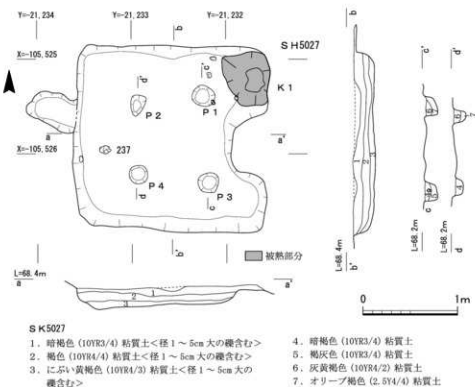 Y=-21,234
Y=-21,233
Y=-21,232
b
SH5027
X=-105,525
d'
c'
P2
P1
K1
a
a'
X=-105,526
237
P4
P3
d
c
b'
被熱部分
L=68.4m
a
a'
1
2
3
b
1
2
3
b'
L=68.4m
c'
c
L=68.2m
d'
d
L=68.2m
0
1m
SK5027
1. 暗褐色 (10YR3/4) 粘質土<径1~5cm大の礫含む>
2. 褐色 (10YR4/4) 粘質土<径1~5cm大の礫含む>
3. にぶい黄褐色 (10YR4/3) 粘質土<径1~5cm大の
礫含む>
4. 暗褐色 (10YR3/4) 粘質土
5. 褐灰色 (10YR3/4) 粘質土
6. 灰黄褐色 (10YR4/2) 粘質土
7. オリーブ褐色 (2.5Y4/4) 粘質土